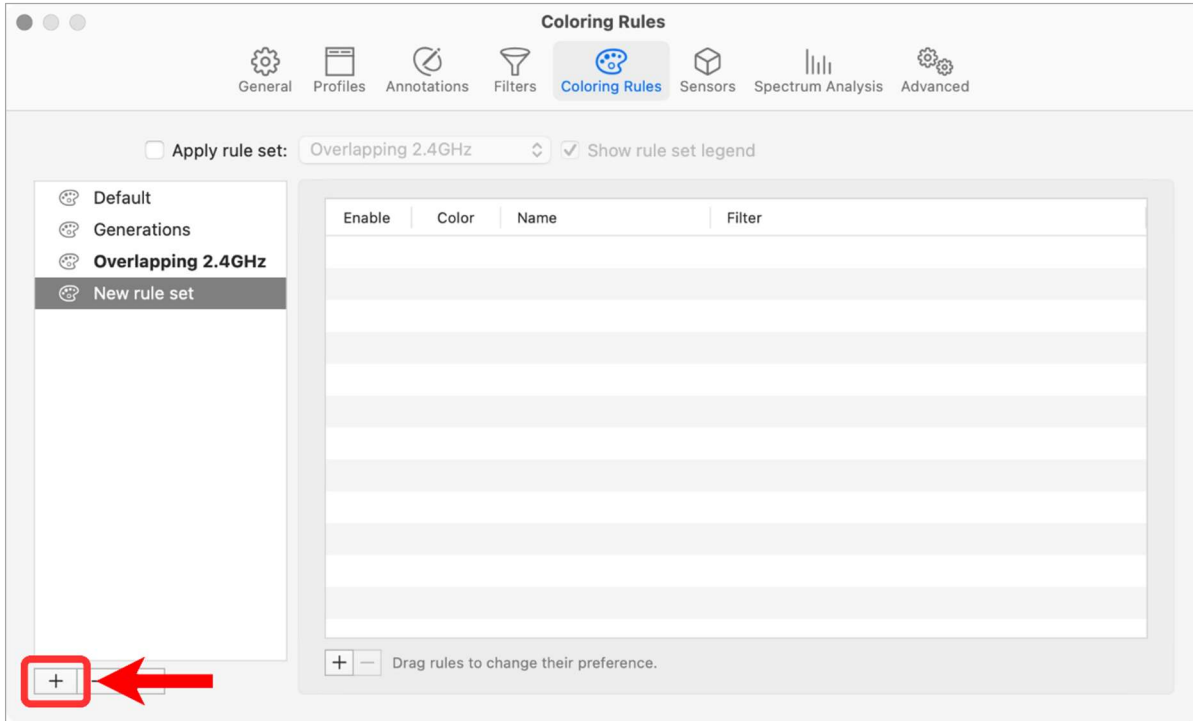 Coloring Rules
General Profiles Annotations Filters Coloring Rules Sensors Spectrum Analysis Advanced
Apply rule set: Overlapping 2.4GHz Show rule set legend
Default
Generations
Overlapping 2.4GHz
New rule set
Enable Color Name Filter
+ − Drag rules to change their preference.
+